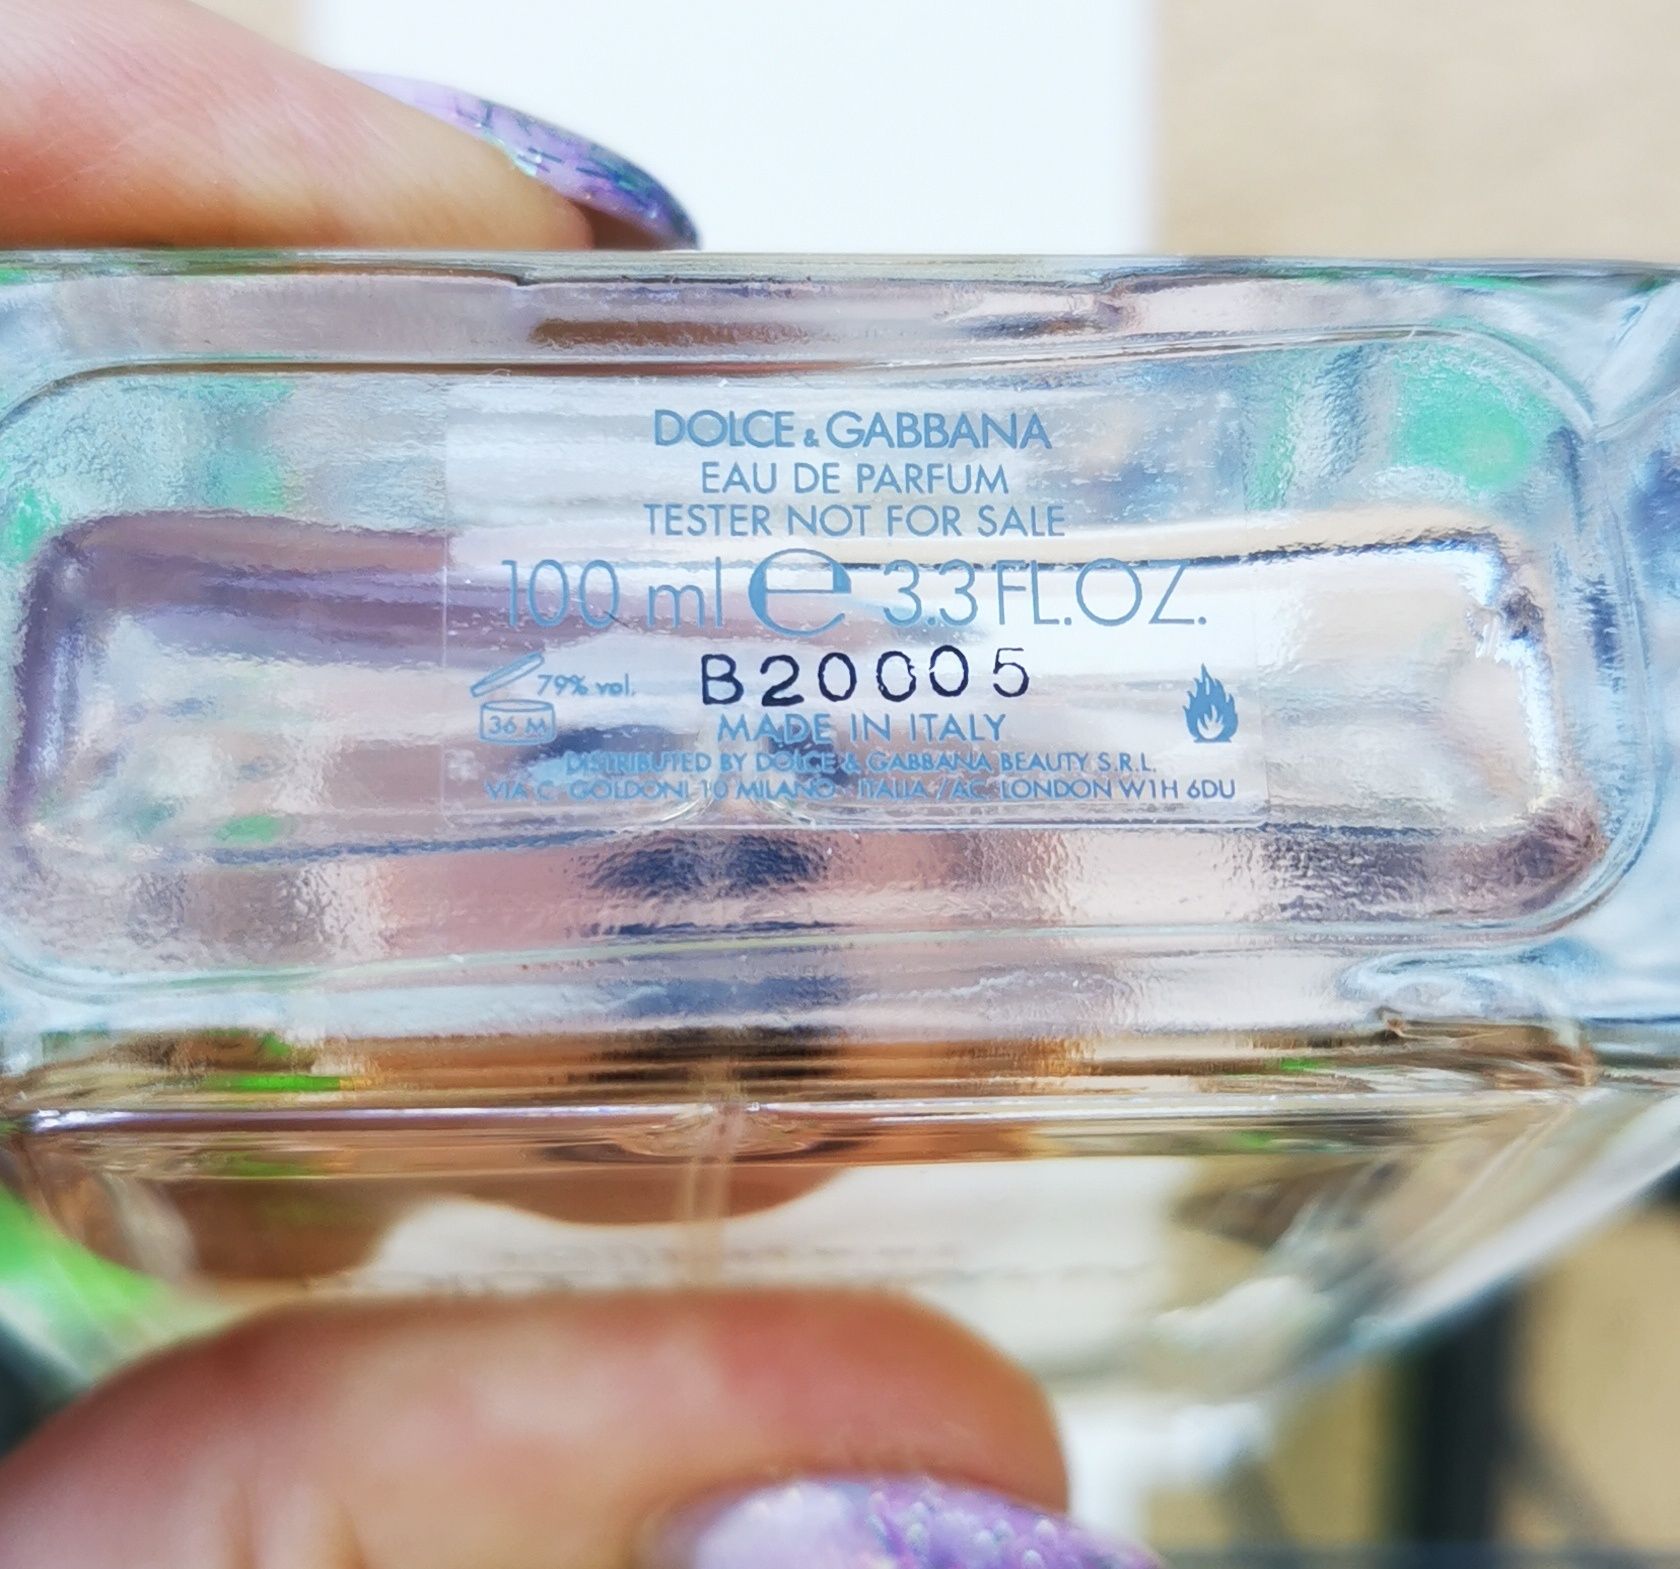 DOLCE & GABBANA
EAU DE PARFUM
TESTER NOT FOR SALE
100 ml e 3.3 FL.OZ.
79% vol. B20005
36 M MADE IN ITALY
DISTRIBUTED BY DOLCE & GABBANA BEAUTY S.R.L.
VIA C. GOLDONI, 10 MILANO - ITALIA / AC. LONDON W1H 6DU